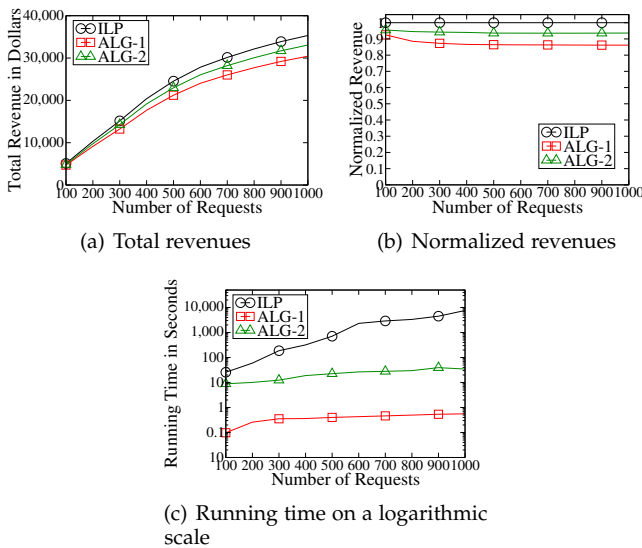 Total Revenue in Dollars
40,000
30,000
20,000
10,000
0
ILP
ALG-1
ALG-2
100 200 300 400 500 600 700 800 900 1000
Number of Requests
(a) Total revenues
Normalized Revenue
1
0.9
0.8
0.7
0.6
0.5
0.4
0.3
0.2
0.1
0
ILP
ALG-1
ALG-2
100 200 300 400 500 600 700 800 900 1000
Number of Requests
(b) Normalized revenues
Running Time in Seconds
10,000
1,000
100
10
1
0.1
10
ILP
ALG-1
ALG-2
100 200 300 400 500 600 700 800 900 1000
Number of Requests
(c) Running time on a logarithmic
scale